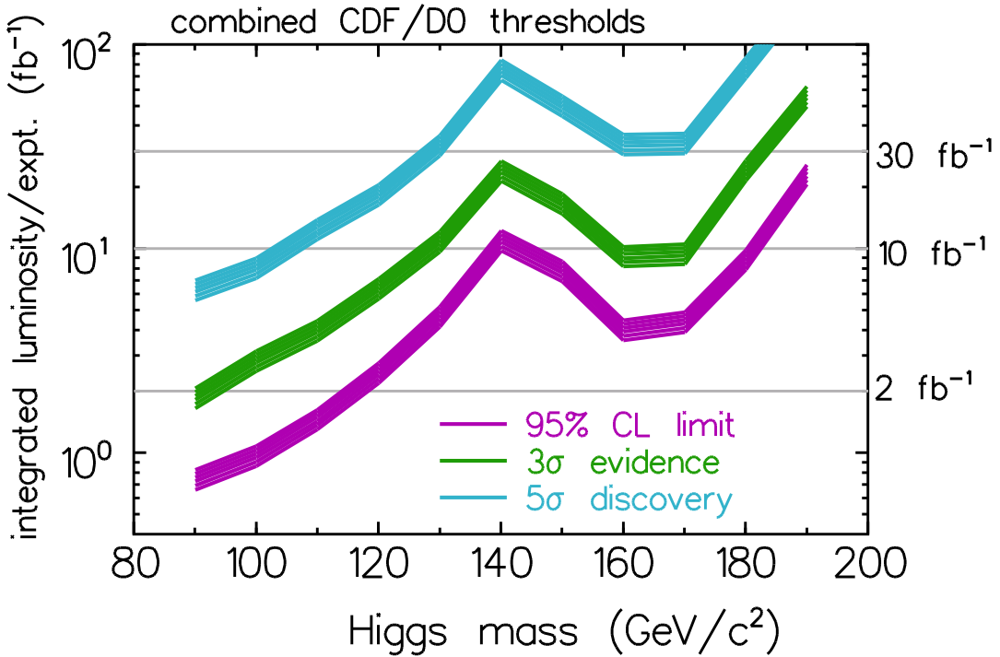 combined CDF/D0 thresholds
integrated luminosity/expt. (fb⁻¹)
10²
10¹
10⁰
30 fb⁻¹
10 fb⁻¹
2 fb⁻¹
95% CL limit
3σ evidence
5σ discovery
80 100 120 140 160 180 200
Higgs mass (GeV/c²)